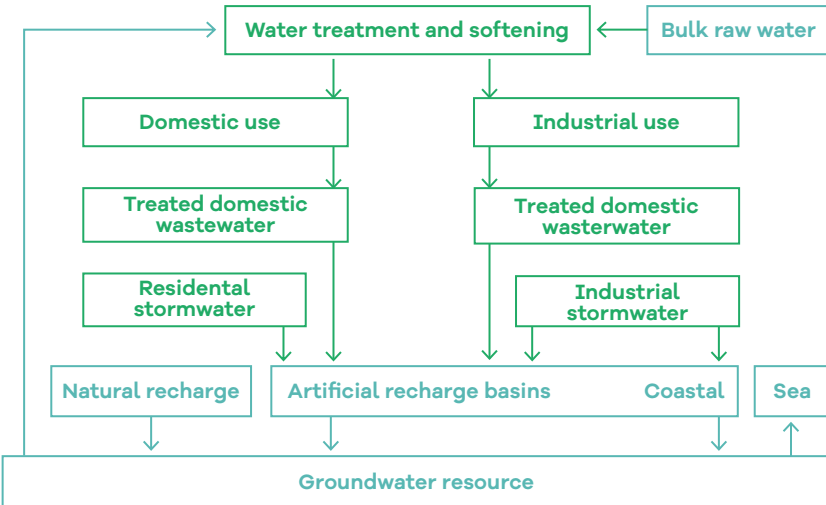 Water treatment and softening
Bulk raw water
Domestic use
Industrial use
Treated domestic
wastewater
Treated domestic
wasterwater
Residental
stormwater
Industrial
stormwater
Natural recharge
Artificial recharge basins
Coastal
Sea
Groundwater resource